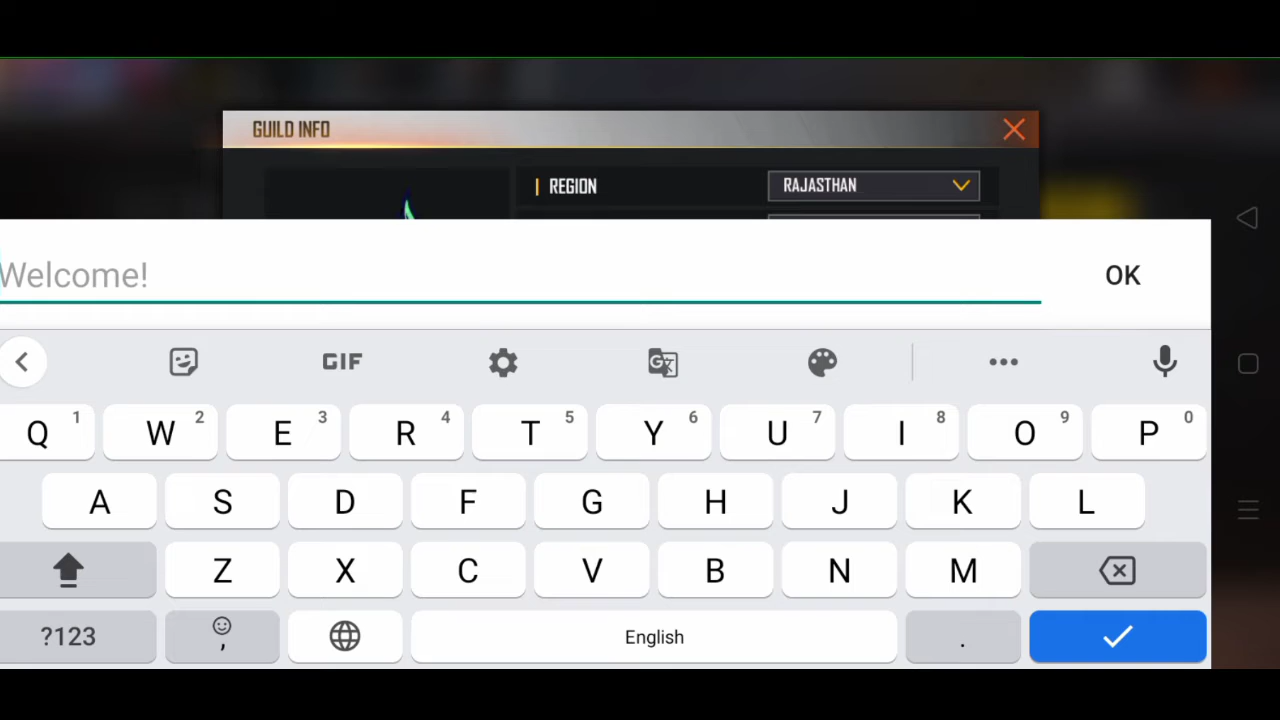 GUILD INFO
REGION
RAJASTHAN
Welcome!
OK
GIF
G
Q 1 W 2 E 3 R 4 T 5 Y 6 U 7 I 8 O 9 P 0
A S D F G H J K L
Z X C V B N M
?123 , English .